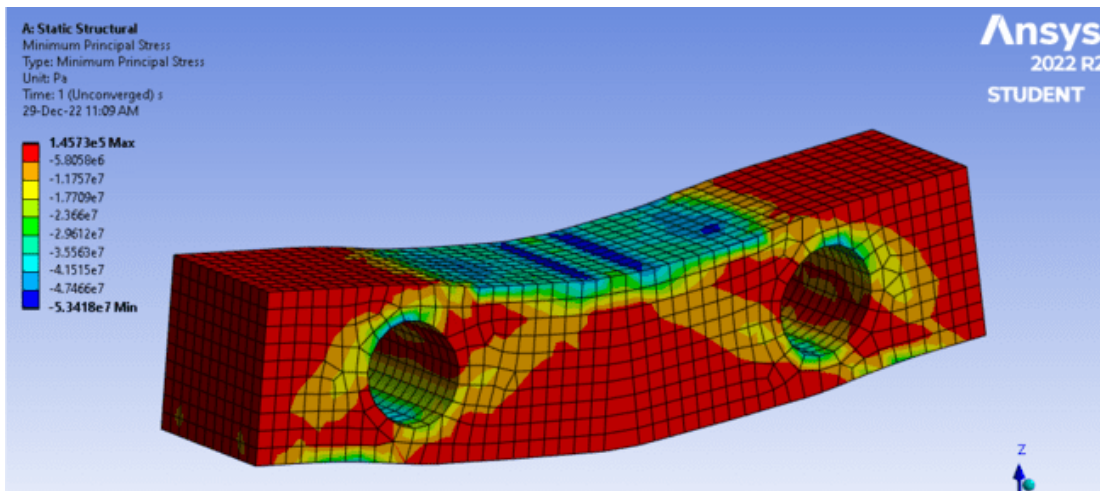 A: Static Structural
Minimum Principal Stress
Type: Minimum Principal Stress
Unit: Pa
Time: 1 (Unconverged) s
29-Dec-22 11:09 AM
1.4573e5 Max
-5.8058e6
-1.1757e7
-1.7709e7
-2.366e7
-2.9612e7
-3.5563e7
-4.1515e7
-4.7466e7
-5.3418e7 Min
Ansys
2022 R2
STUDENT
Z